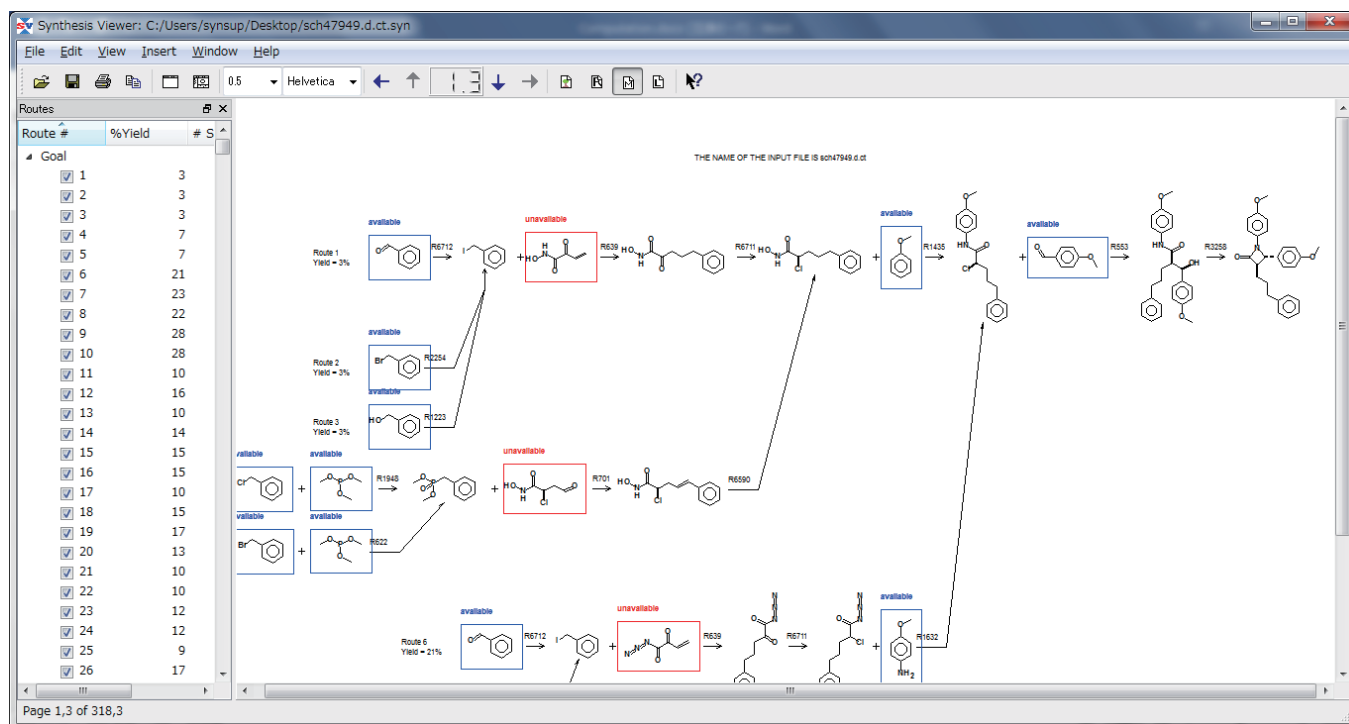 Synthesis Viewer: C:/Users/synsup/Desktop/sch47949.d.ct.syn
File Edit View Insert Window Help
0.5 Helvetica 1.3
Routes
Route # %Yield # S
Goal
1 3
2 3
3 3
4 7
5 7
6 21
7 23
8 22
9 28
10 28
11 10
12 16
13 10
14 14
15 15
16 15
17 10
18 15
19 17
20 13
21 10
22 10
23 12
24 12
25 9
26 17
THE NAME OF THE INPUT FILE IS sch47949.d.ct
available unavailable available available
Route 1
Yield = 3%
R6712 R639 R6711 R1435 R553 R3258
available
Route 2
Yield = 3%
R2254
available
Route 3
Yield = 3%
R1223
vailable available unavailable
R1948 R701 R6590
available available
R622
available unavailable available
Route 6
Yield = 21%
R6712 R639 R6711 R1632
Page 1,3 of 318,3